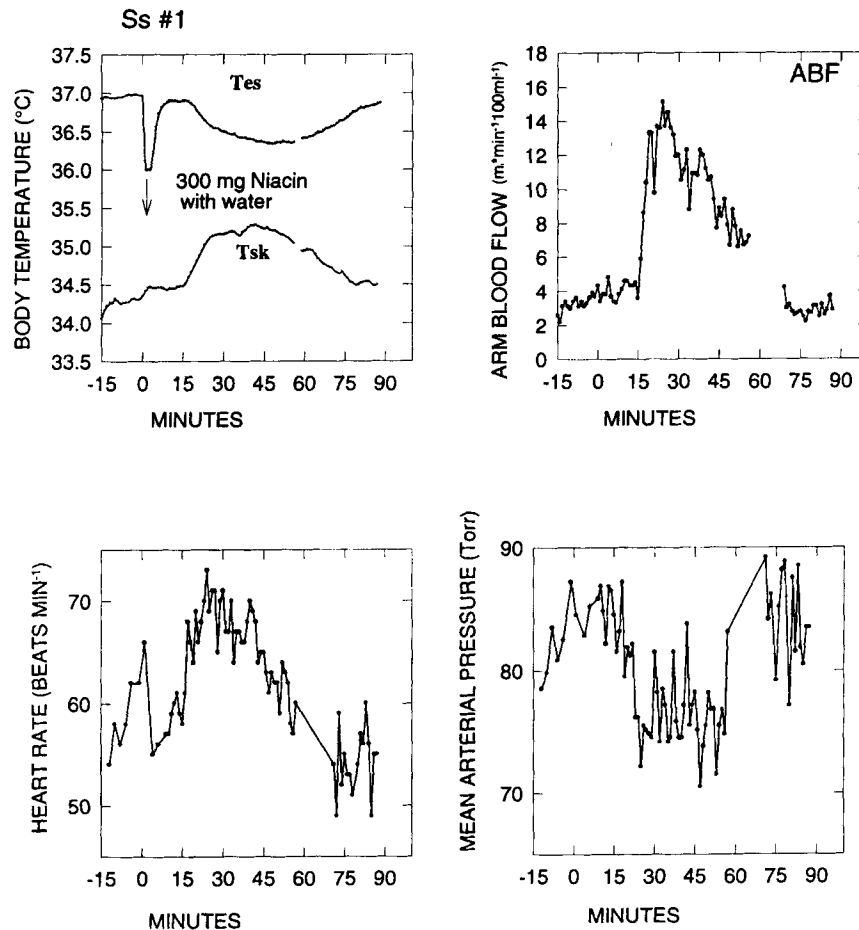 Ss #1
BODY TEMPERATURE (°C)
37.5
37.0
36.5
36.0
35.5
35.0
34.5
34.0
33.5
Tes
300 mg Niacin
with water
Tsk
-15 0 15 30 45 60 75 90
MINUTES
ARM BLOOD FLOW (m.*min-1*100ml-1)
18
16
14
12
10
8
6
4
2
0
ABF
-15 0 15 30 45 60 75 90
MINUTES
HEART RATE (BEATS MIN-1)
70
60
50
-15 0 15 30 45 60 75 90
MINUTES
MEAN ARTERIAL PRESSURE (Torr)
90
80
70
-15 0 15 30 45 60 75 90
MINUTES